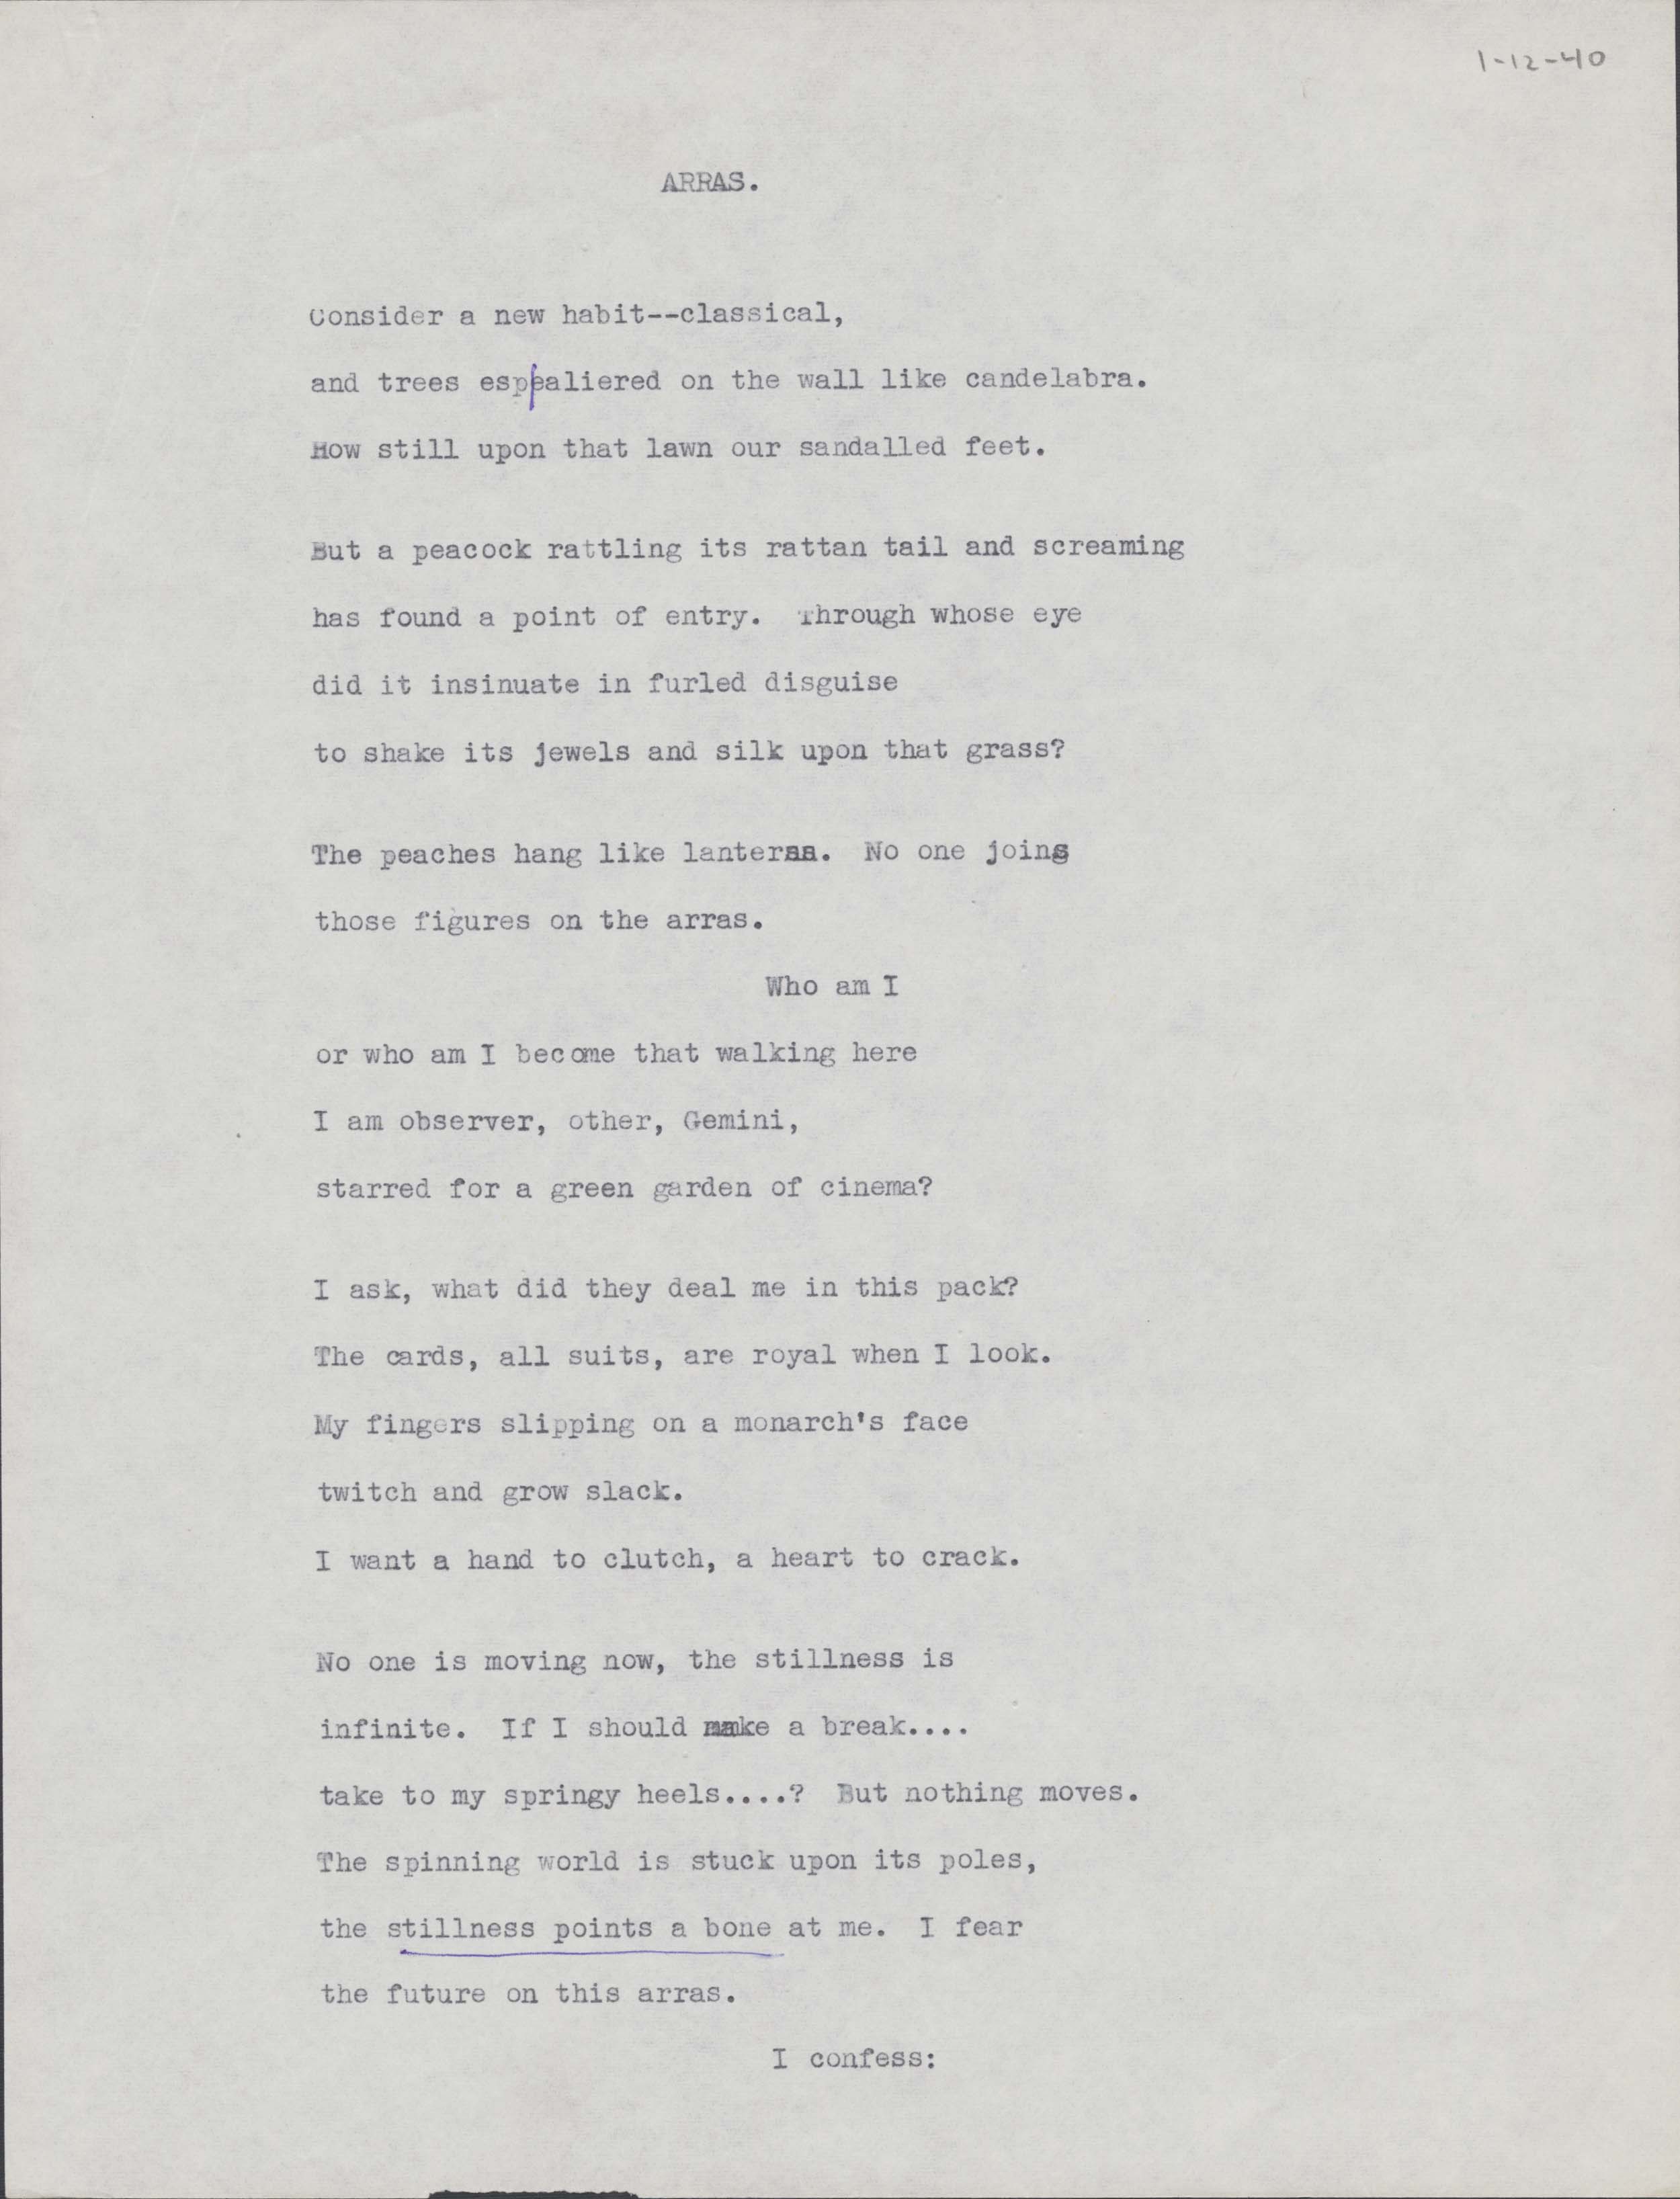 1-12-40
ARRAS.
Consider a new habit--classical,
and trees espealiered on the wall like candelabra.
How still upon that lawn our sandalled feet.
But a peacock rattling its rattan tail and screaming
has found a point of entry. Through whose eye
did it insinuate in furled disguise
to shake its jewels and silk upon that grass?
The peaches hang like lanterns. No one joins
those figures on the arras.
Who am I
or who am I become that walking here
I am observer, other, Gemini,
starred for a green garden of cinema?
I ask, what did they deal me in this pack?
The cards, all suits, are royal when I look.
My fingers slipping on a monarch's face
twitch and grow slack.
I want a hand to clutch, a heart to crack.
No one is moving now, the stillness is
infinite. If I should make a break....
take to my springy heels....? But nothing moves.
The spinning world is stuck upon its poles,
the stillness points a bone at me. I fear
the future on this arras.
I confess: